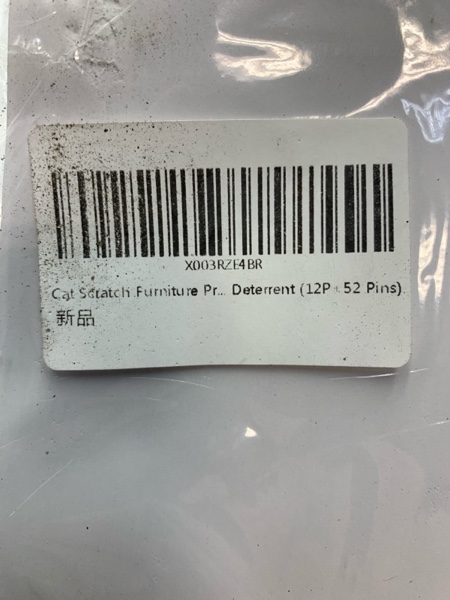 X003RZE4BR
Cat Scratch Furniture Pr... Deterrent (12P+52 Pins)
新品